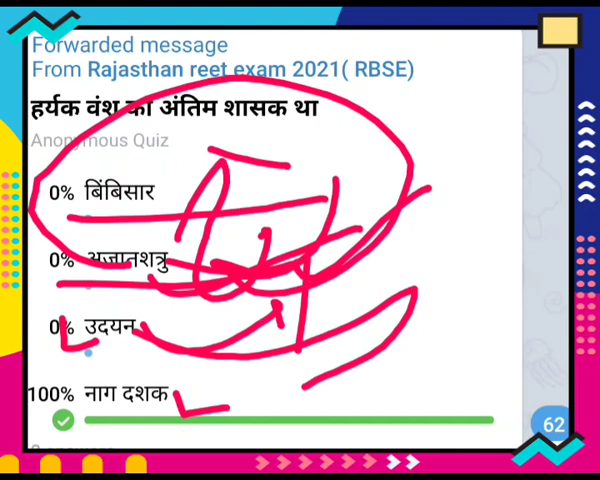 Forwarded message
From Rajasthan reet exam 2021( RBSE)
हर्यक वंश का अंतिम शासक था
Anonymous Quiz
0% बिंबिसार
0% अजातशत्रु
0% उदयन
100% नाग दशक
62